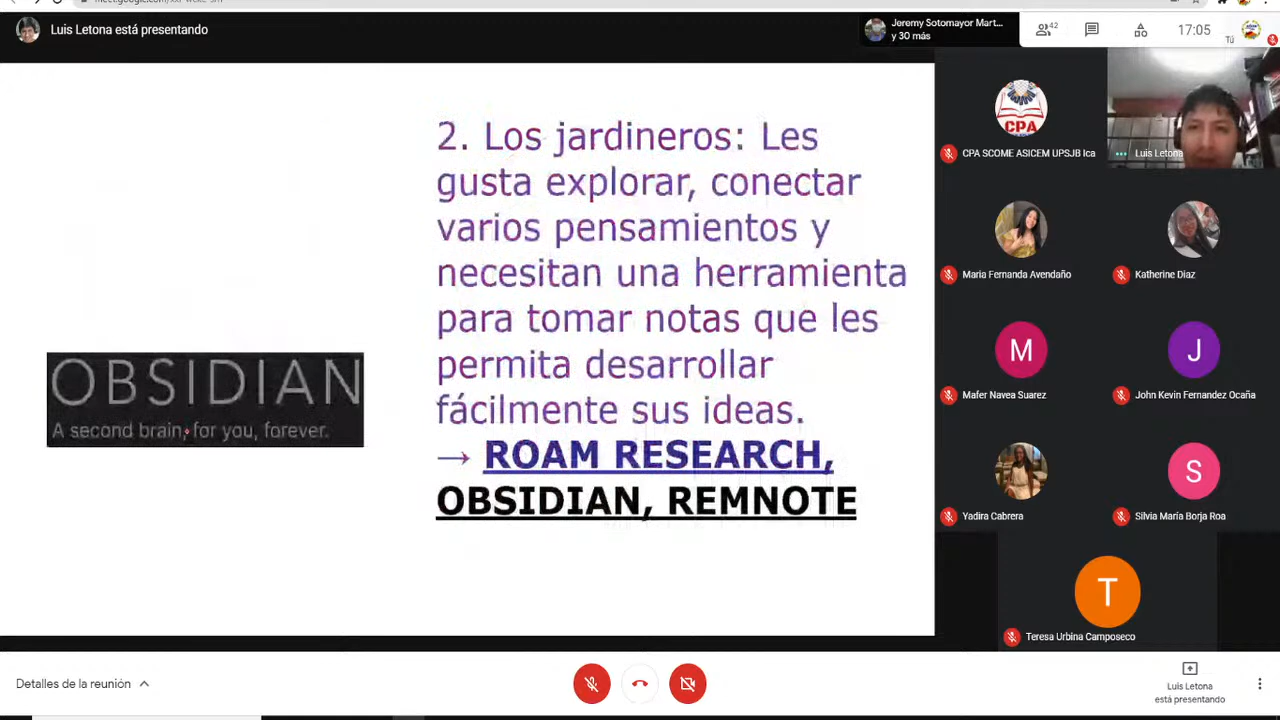 Luis Letona está presentando
Jeremy Sotomayor Mart...
y 30 más
42
17:05
Tú
2. Los jardineros: Les
gusta explorar, conectar
varios pensamientos y
necesitan una herramienta
para tomar notas que les
permita desarrollar
fácilmente sus ideas.
→ ROAM RESEARCH,
OBSIDIAN, REMNOTE
OBSIDIAN
A second brain, for you, forever.
CPA
CPA SCOME ASICEM UPSJB Ica
Luis Letona
Maria Fernanda Avendaño
Katherine Diaz
M
Mafer Navea Suarez
J
John Kevin Fernandez Ocaña
Yadira Cabrera
S
Silvia María Borja Roa
T
Teresa Urbina Camposeco
Detalles de la reunión
Luis Letona
está presentando